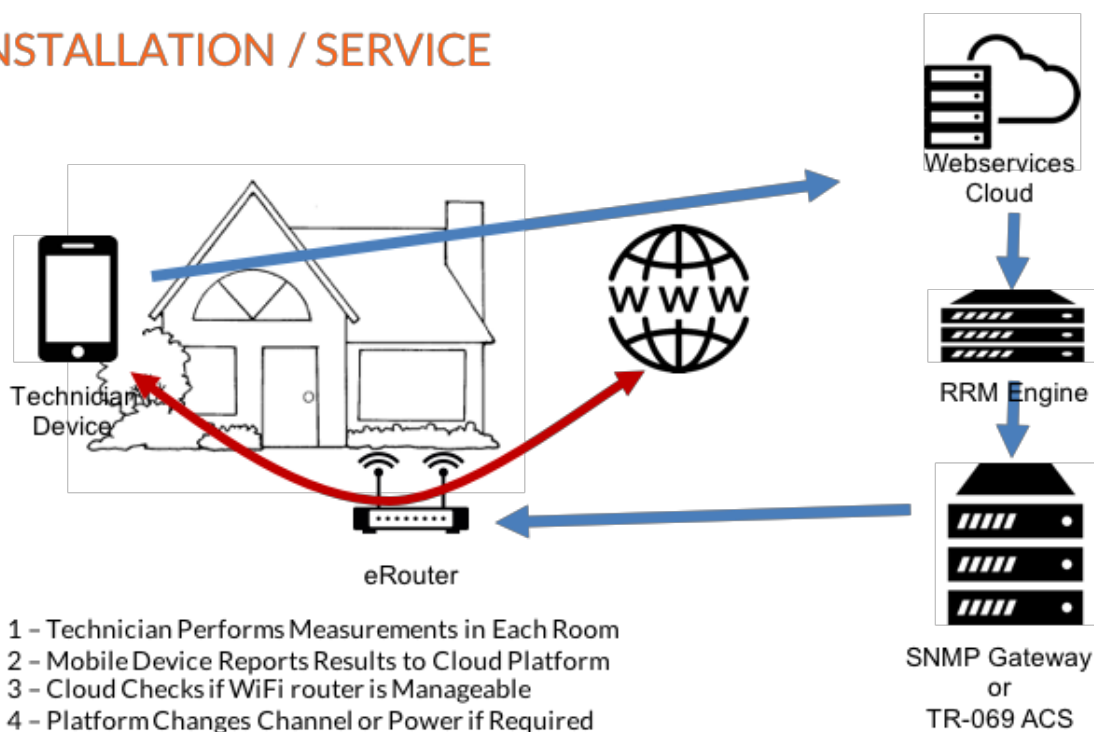 NSTALLATION / SERVICE
Webservices
Cloud
WWW
Technician
Device
RRM Engine
eRouter
1 – Technician Performs Measurements in Each Room
2 – Mobile Device Reports Results to Cloud Platform
3 – Cloud Checks if WiFi router is Manageable
4 – Platform Changes Channel or Power if Required
SNMP Gateway
or
TR-069 ACS